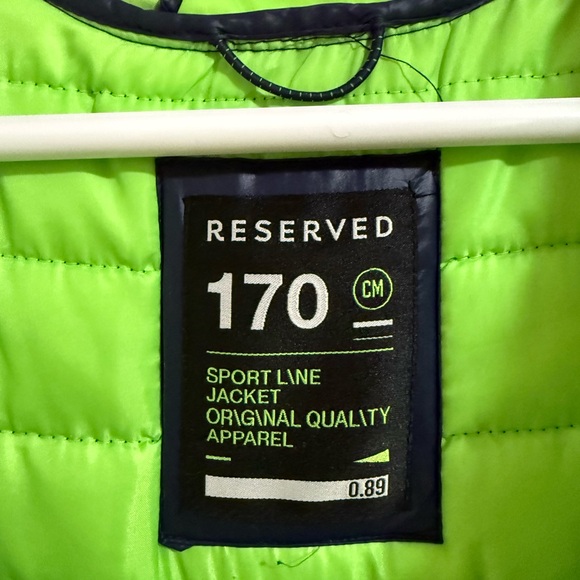 RESERVED
170 CM
SPORT L\NE
JACKET
OR\G\NAL QUAL\TY
APPAREL
0.89